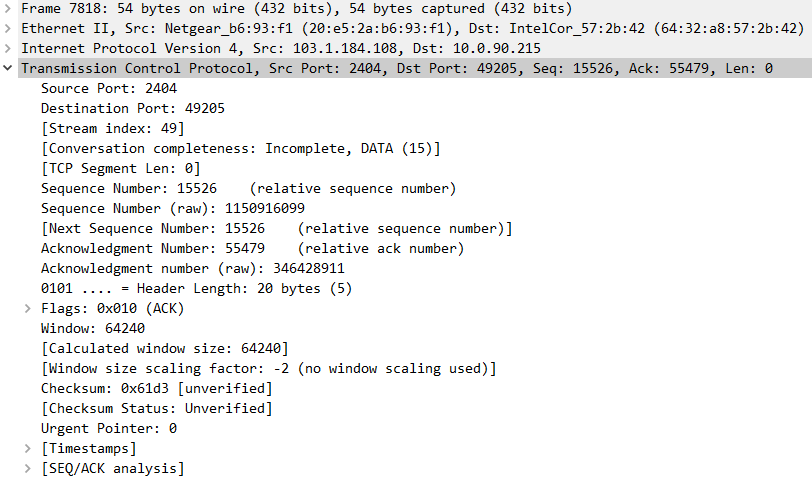 Frame 7818: 54 bytes on wire (432 bits), 54 bytes captured (432 bits)
Ethernet II, Src: Netgear_b6:93:f1 (20:e5:2a:b6:93:f1), Dst: IntelCor_57:2b:42 (64:32:a8:57:2b:42)
Internet Protocol Version 4, Src: 103.1.184.108, Dst: 10.0.90.215
Transmission Control Protocol, Src Port: 2404, Dst Port: 49205, Seq: 15526, Ack: 55479, Len: 0
Source Port: 2404
Destination Port: 49205
[Stream index: 49]
[Conversation completeness: Incomplete, DATA (15)]
[TCP Segment Len: 0]
Sequence Number: 15526    (relative sequence number)
Sequence Number (raw): 1150916099
[Next Sequence Number: 15526    (relative sequence number)]
Acknowledgment Number: 55479    (relative ack number)
Acknowledgment number (raw): 346428911
0101 .... = Header Length: 20 bytes (5)
Flags: 0x010 (ACK)
Window: 64240
[Calculated window size: 64240]
[Window size scaling factor: -2 (no window scaling used)]
Checksum: 0x61d3 [unverified]
[Checksum Status: Unverified]
Urgent Pointer: 0
[Timestamps]
[SEQ/ACK analysis]